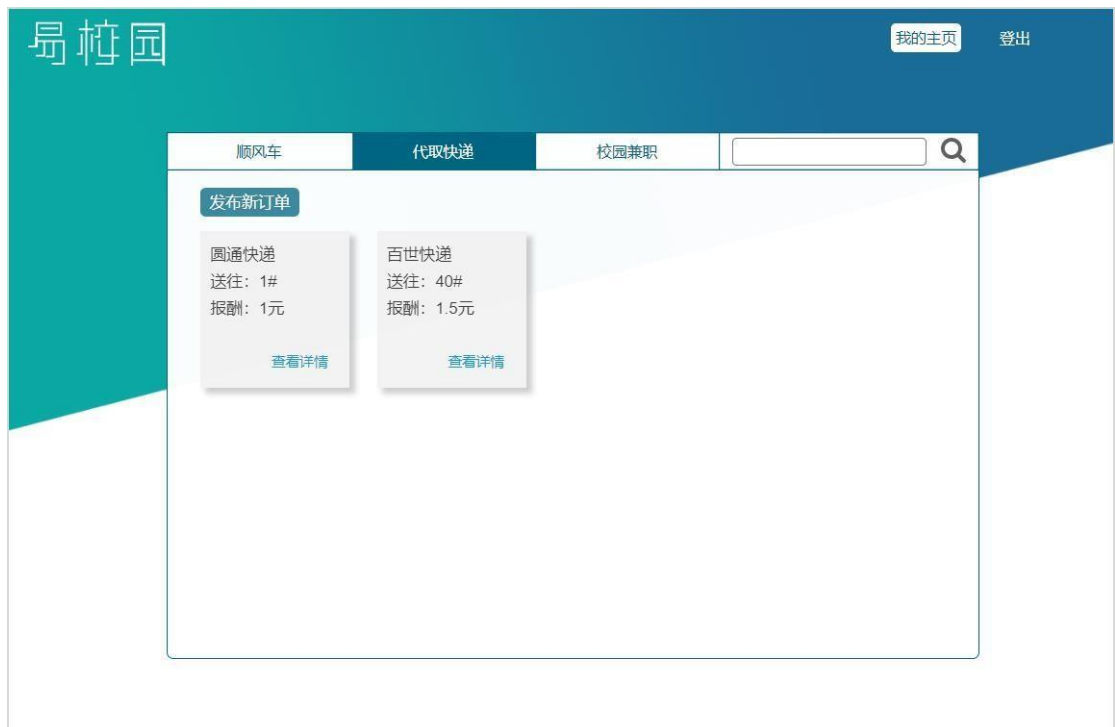 易校园
我的主页 登出
顺风车 代取快递 校园兼职
发布新订单
圆通快递
送往：1#
报酬：1元
查看详情
百世快递
送往：40#
报酬：1.5元
查看详情